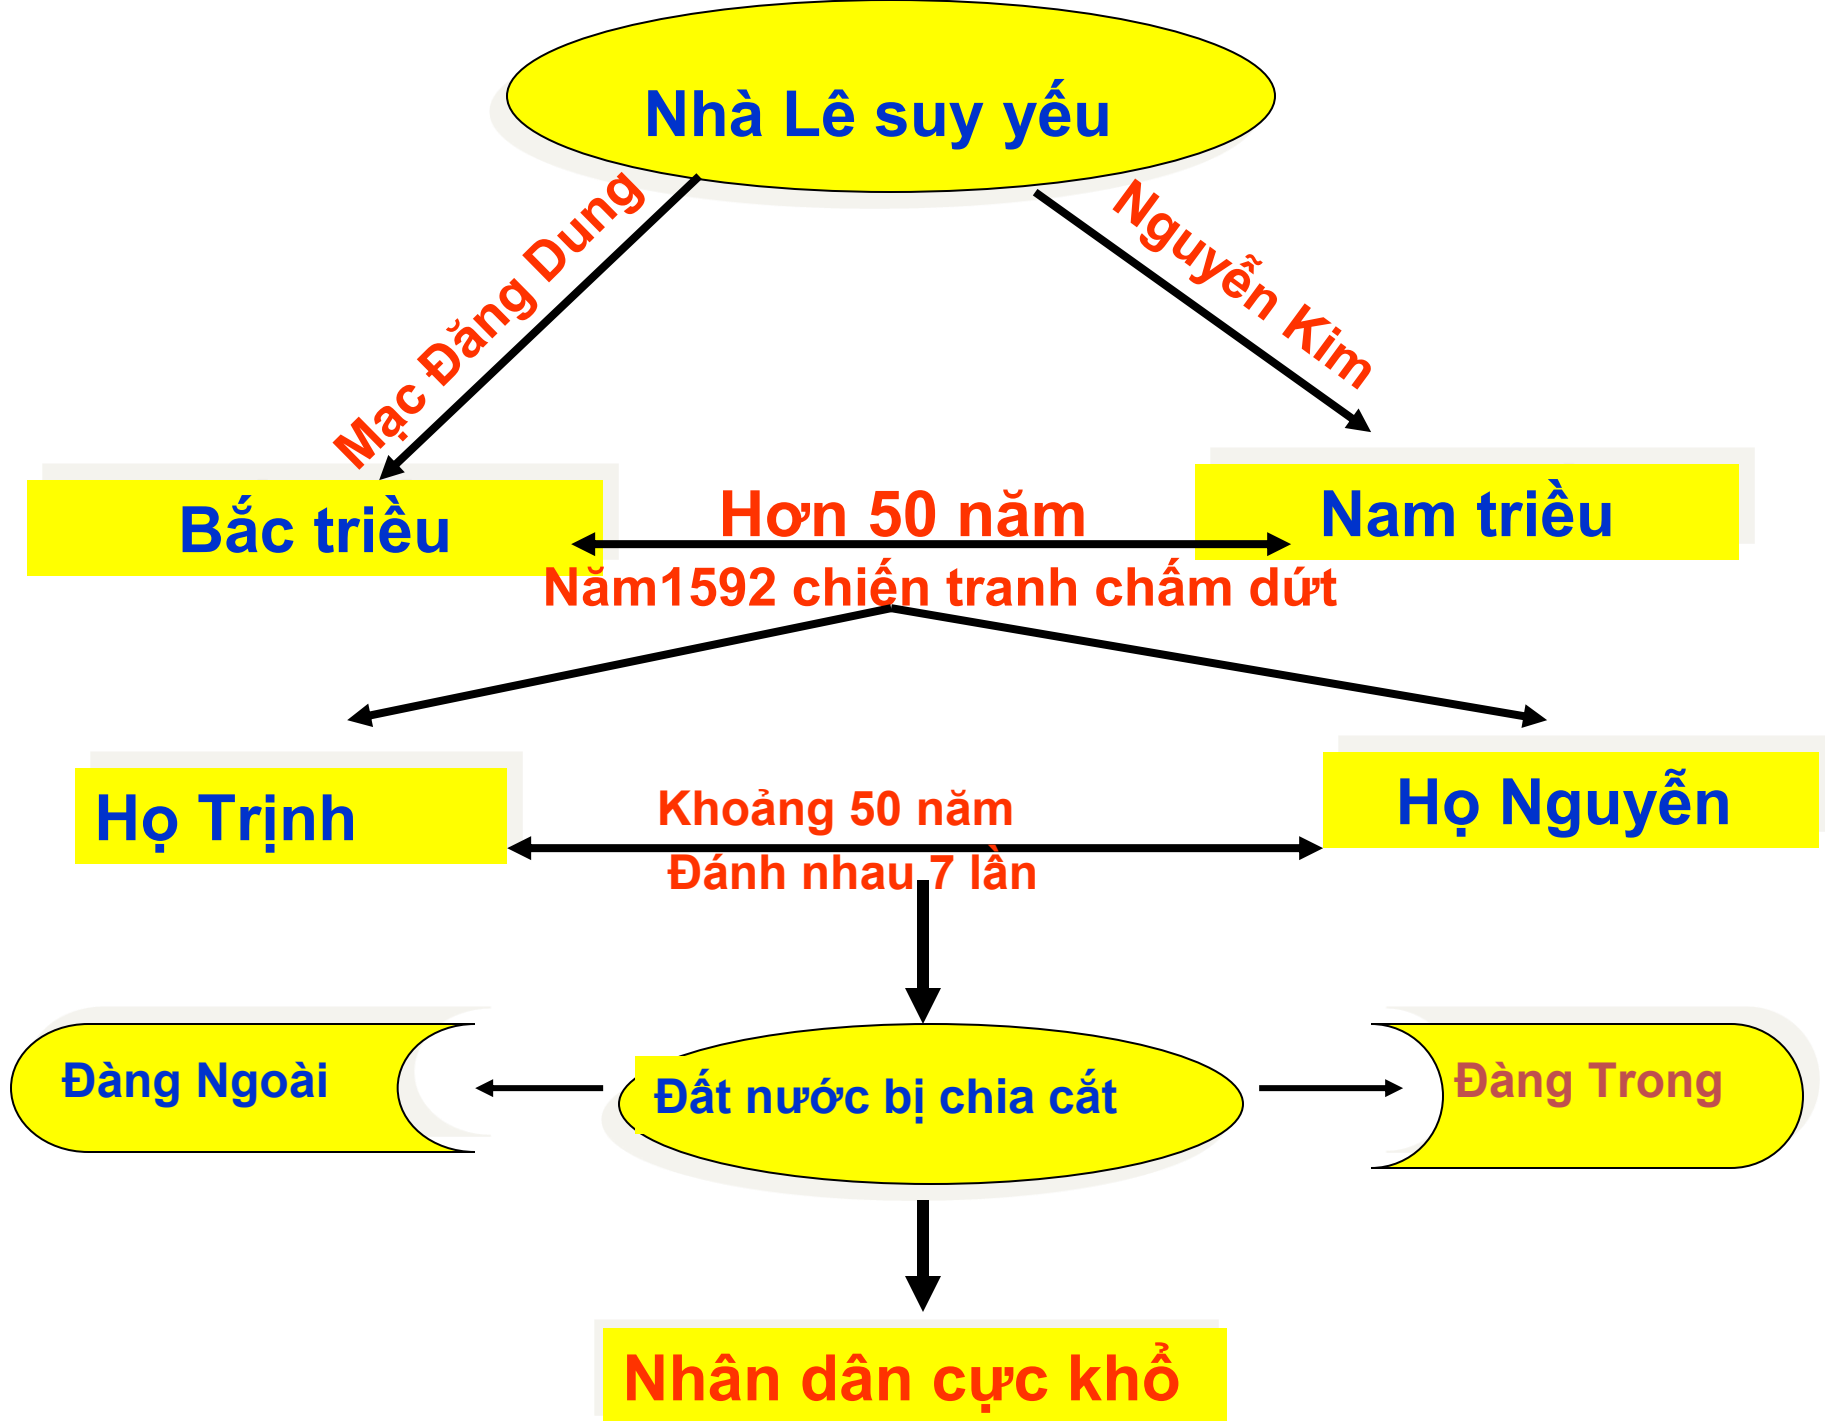 Nhà Lê suy yếu
Mạc Đăng Dung
Nguyễn Kim
Bắc triều
Hơn 50 năm
Nam triều
Năm1592 chiến tranh chấm dứt
Họ Trịnh
Khoảng 50 năm
Họ Nguyễn
Đánh nhau 7 lần
Đàng Ngoài
Đất nước bị chia cắt
Đàng Trong
Nhân dân cực khổ